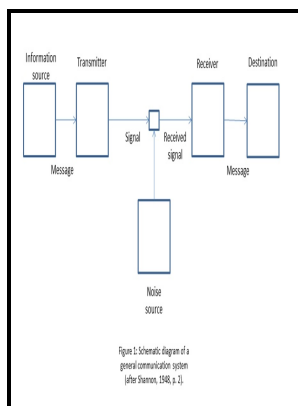 Information
source
Transmitter
Receiver
Destination
Signal
Received
signal
Message
Message
Noise
source
Figure 1: Schematic diagram of a
general communication system
(after Shannon, 1948, p. 2).